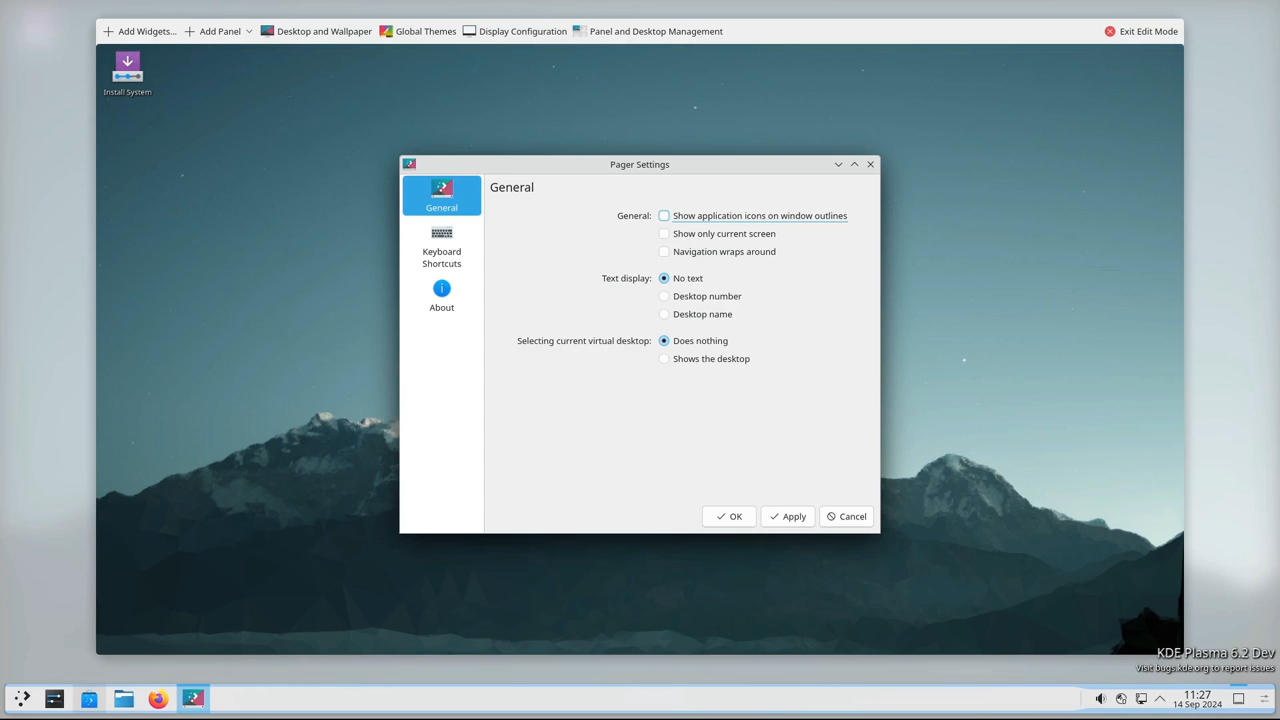 Add Widgets... Add Panel Desktop and Wallpaper Global Themes Display Configuration Panel and Desktop Management Exit Edit Mode
Install System
Pager Settings
General
Keyboard
Shortcuts
About
General
General: Show application icons on window outlines
Show only current screen
Navigation wraps around
Text display: No text
Desktop number
Desktop name
Selecting current virtual desktop: Does nothing
Shows the desktop
OK Apply Cancel
KDE Plasma 6.2 Dev
Visit bugs.kde.org to report issues
11:27
14 Sep 2024